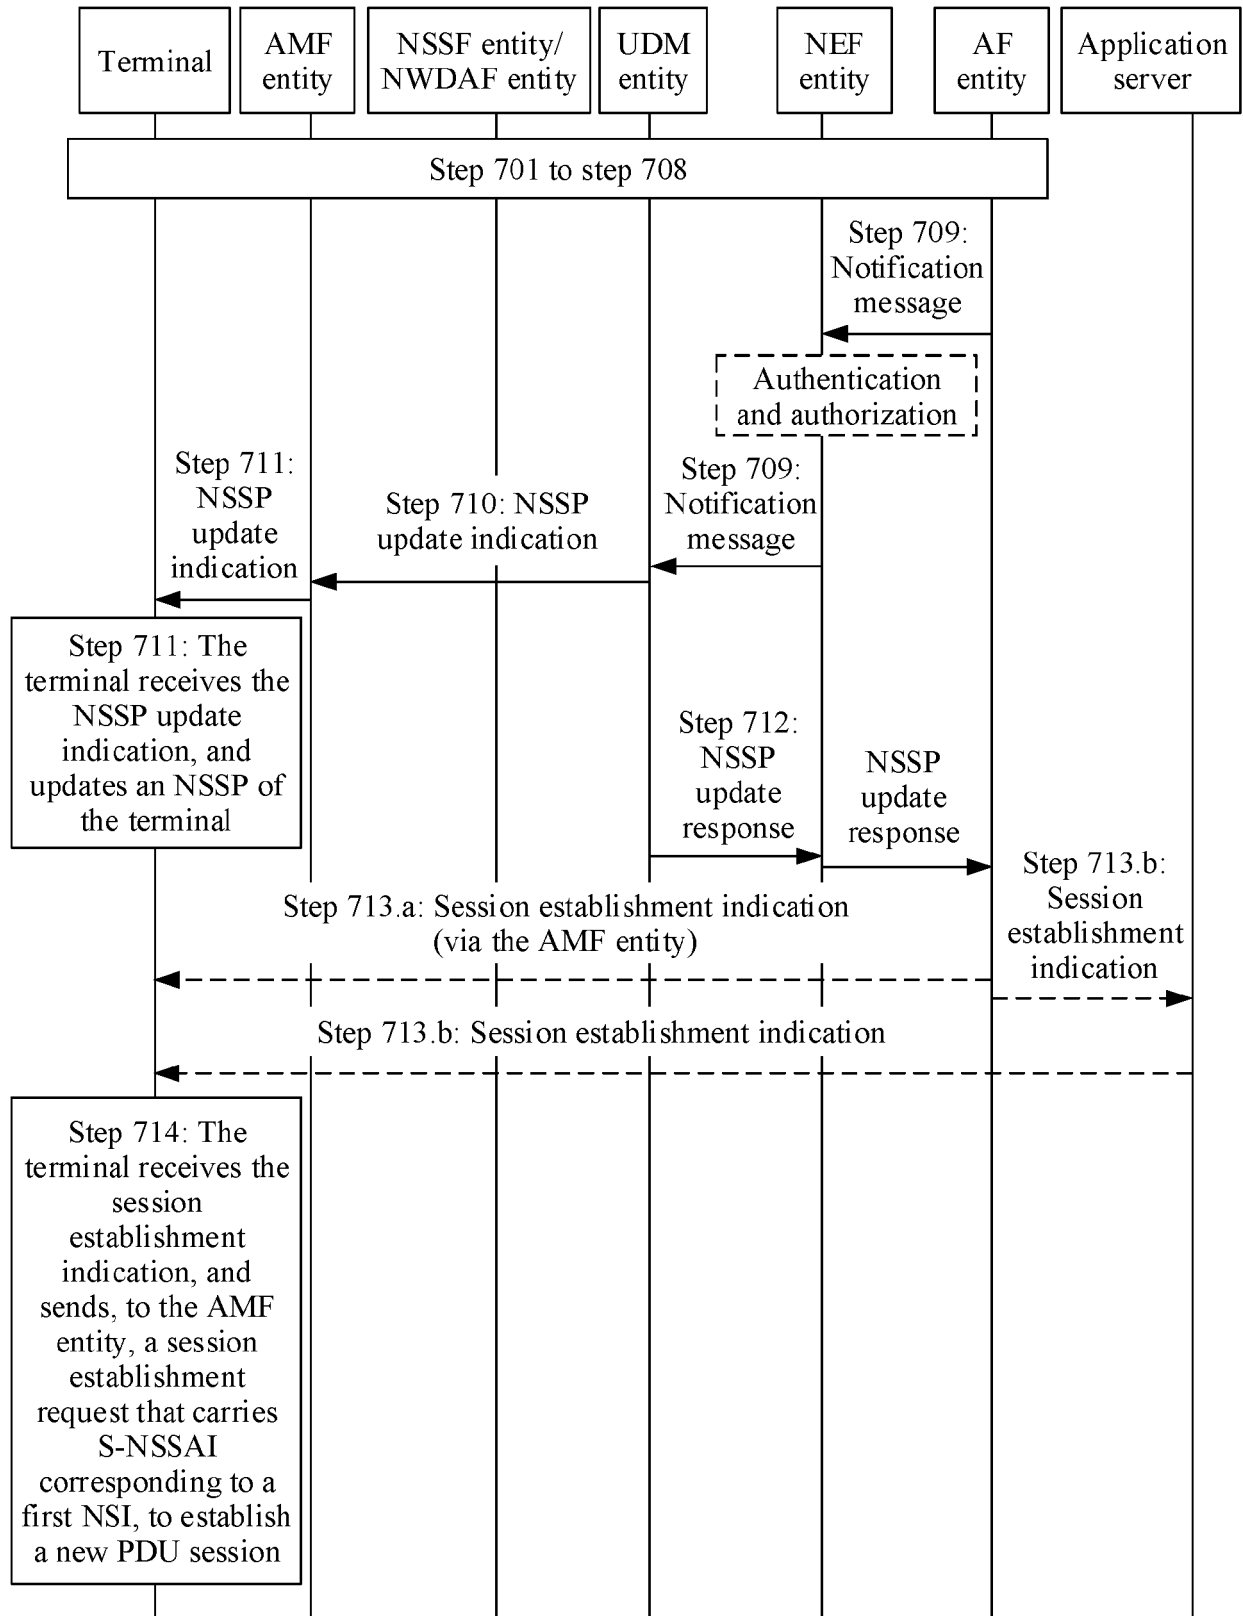 Terminal
AMF
entity
NSSF entity/
NWDAF entity
UDM
entity
NEF
entity
AF
entity
Application
server
Step 701 to step 708
Step 709:
Notification
message
Authentication
and authorization
Step 711:
NSSP
update
indication
Step 710: NSSP
update indication
Step 709:
Notification
message
Step 711: The
terminal receives the
NSSP update
indication, and
updates an NSSP of
the terminal
Step 712:
NSSP
update
response
NSSP
update
response
Step 713.a: Session establishment indication
(via the AMF entity)
Step 713.b:
Session
establishment
indication
Step 713.b: Session establishment indication
Step 714: The
terminal receives the
session
establishment
indication, and
sends, to the AMF
entity, a session
establishment
request that carries
S-NSSAI
corresponding to a
first NSI, to establish
a new PDU session